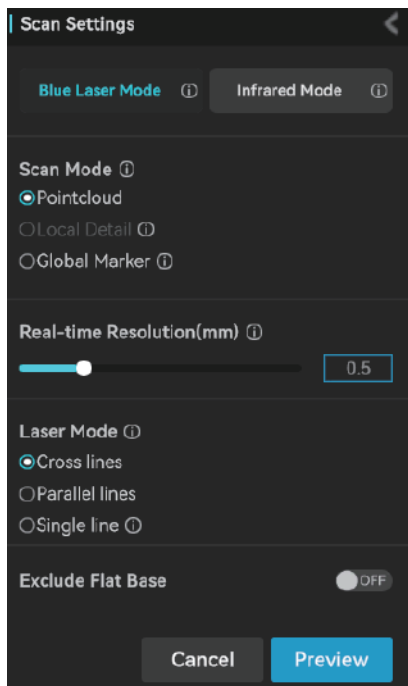 Scan Settings
Blue Laser Mode Infrared Mode
Scan Mode
Pointcloud
Local Detail
Global Marker
Real-time Resolution(mm)
0.5
Laser Mode
Cross lines
Parallel lines
Single line
Exclude Flat Base OFF
Cancel Preview